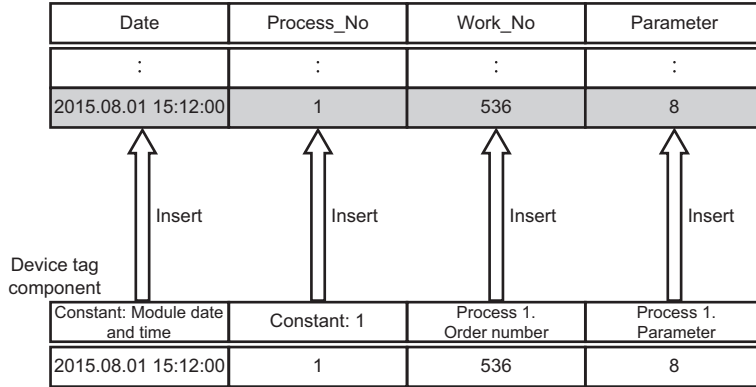 Date Process_No Work_No Parameter
: : : :
2015.08.01 15:12:00 1 536 8
Insert Insert Insert Insert
Device tag
component
Constant: Module date
and time
Constant: 1
Process 1.
Order number
Process 1.
Parameter
2015.08.01 15:12:00 1 536 8